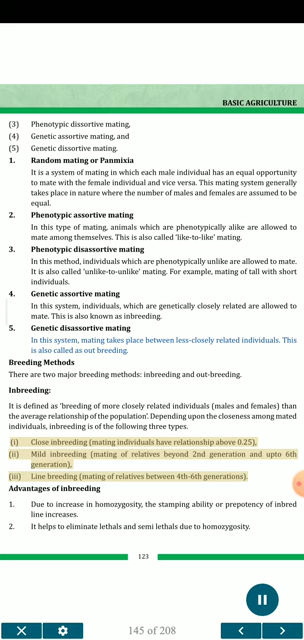 BASIC AGRICULTURE
(3) Phenotypic dissortive mating,
(4) Genetic assortive mating, and
(5) Genetic dissortive mating.
1. Random mating or Panmixia
It is a system of mating in which each male individual has an equal opportunity
to mate with the female individual and vice versa. This mating system generally
takes place in nature where the number of males and females are assumed to be
equal.
2. Phenotypic assortive mating
In this type of mating, animals which are phenotypically alike are allowed to
mate among themselves. This is also called 'like-to-like' mating.
3. Phenotypic disassortive mating
In this method, individuals which are phenotypically unlike are allowed to mate.
It is also called 'unlike-to-unlike' mating. For example, mating of tall with short
individuals.
4. Genetic assortive mating
In this system, individuals, which are genetically closely related are allowed to
mate. This is also known as inbreeding.
5. Genetic disassortive mating
In this system, mating takes place between less-closely related individuals. This
is also called as out breeding.
Breeding Methods
There are two major breeding methods: inbreeding and out-breeding.
Inbreeding:
It is defined as 'breeding of more closely related individuals (males and females) than
the average relationship of the population'. Depending upon the closeness among mated
individuals, inbreeding is of the following three types.
(i) Close inbreeding (mating individuals have relationship above 0.25),
(ii) Mild inbreeding (mating of relatives beyond 2nd generation and upto 6th
generation),
(iii) Line breeding (mating of relatives between 4th-6th generations).
Advantages of inbreeding
1. Due to increase in homozygosity, the stamping ability or prepotency of inbred
line increases.
2. It helps to eliminate lethals and semi lethals due to homozygosity.
123
145 of 208